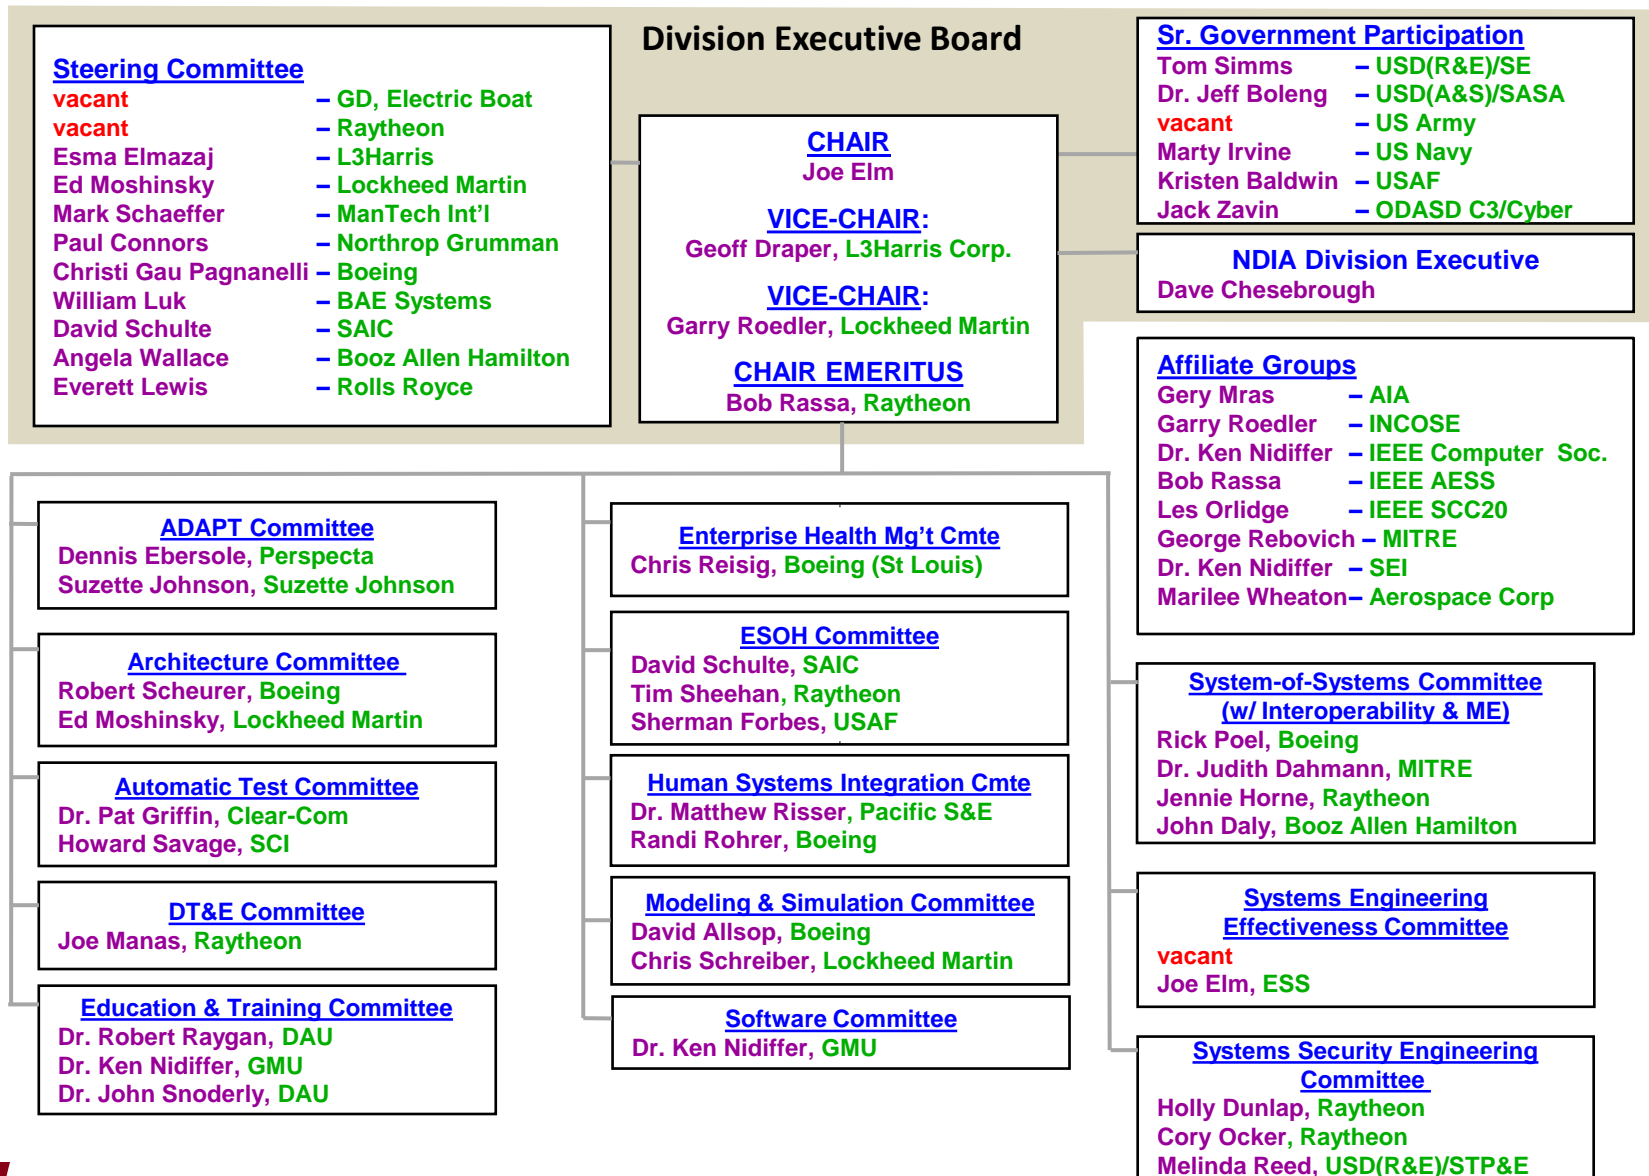 Division Executive Board
Steering Committee
vacant – GD, Electric Boat
vacant – Raytheon
Esma Elmazaj – L3Harris
Ed Moshinsky – Lockheed Martin
Mark Schaeffer – ManTech Int’l
Paul Connors – Northrop Grumman
Christi Gau Pagnanelli – Boeing
William Luk – BAE Systems
David Schulte – SAIC
Angela Wallace – Booz Allen Hamilton
Everett Lewis – Rolls Royce
CHAIR
Joe Elm
VICE-CHAIR:
Geoff Draper, L3Harris Corp.
VICE-CHAIR:
Garry Roedler, Lockheed Martin
CHAIR EMERITUS
Bob Rassa, Raytheon
Sr. Government Participation
Tom Simms – USD(R&E)/SE
Dr. Jeff Boleng – USD(A&S)/SASA
vacant – US Army
Marty Irvine – US Navy
Kristen Baldwin – USAF
Jack Zavin – ODASD C3/Cyber
NDIA Division Executive
Dave Chesebrough
Affiliate Groups
Gery Mras – AIA
Garry Roedler – INCOSE
Dr. Ken Nidiffer – IEEE Computer Soc.
Bob Rassa – IEEE AESS
Les Orlidge – IEEE SCC20
George Rebovich – MITRE
Dr. Ken Nidiffer – SEI
Marilee Wheaton – Aerospace Corp
ADAPT Committee
Dennis Ebersole, Perspecta
Suzette Johnson, Suzette Johnson
Architecture Committee
Robert Scheurer, Boeing
Ed Moshinsky, Lockheed Martin
Automatic Test Committee
Dr. Pat Griffin, Clear-Com
Howard Savage, SCI
DT&E Committee
Joe Manas, Raytheon
Education & Training Committee
Dr. Robert Raygan, DAU
Dr. Ken Nidiffer, GMU
Dr. John Snoderly, DAU
Enterprise Health Mg’t Cmte
Chris Reisig, Boeing (St Louis)
ESOH Committee
David Schulte, SAIC
Tim Sheehan, Raytheon
Sherman Forbes, USAF
Human Systems Integration Cmte
Dr. Matthew Risser, Pacific S&E
Randi Rohrer, Boeing
Modeling & Simulation Committee
David Allsop, Boeing
Chris Schreiber, Lockheed Martin
Software Committee
Dr. Ken Nidiffer, GMU
System-of-Systems Committee
(w/ Interoperability & ME)
Rick Poel, Boeing
Dr. Judith Dahmann, MITRE
Jennie Horne, Raytheon
John Daly, Booz Allen Hamilton
Systems Engineering
Effectiveness Committee
vacant
Joe Elm, ESS
Systems Security Engineering
Committee
Holly Dunlap, Raytheon
Cory Ocker, Raytheon
Melinda Reed, USD(R&E)/STP&E